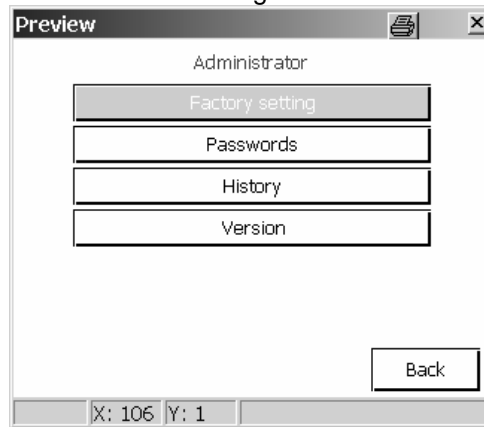 Preview
Administrator
Factory setting
Passwords
History
Version
Back
X: 106 Y: 1